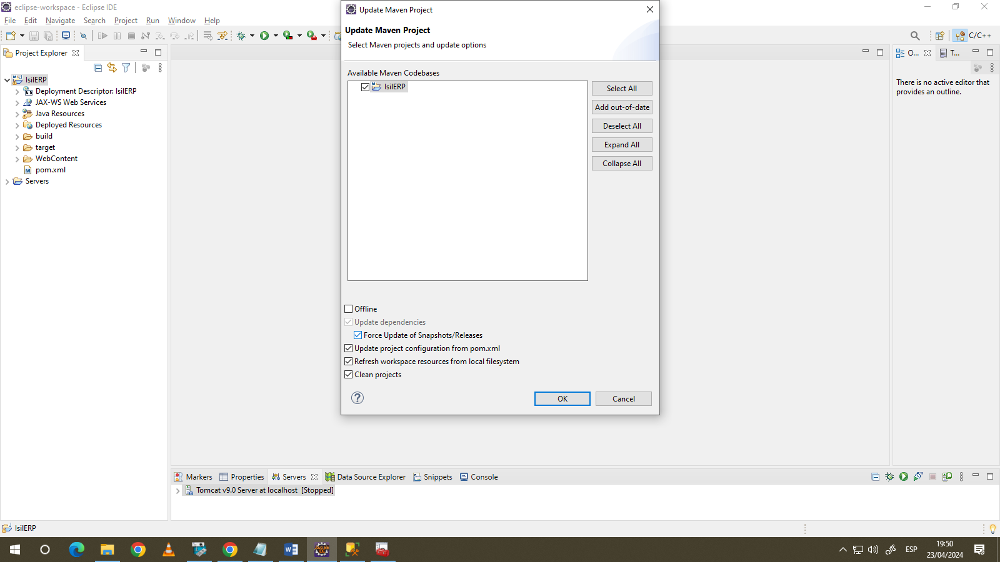 eclipse-workspace - Eclipse IDE
File Edit Navigate Search Project Run Window Help
C/C++
Project Explorer
IsilERP
Deployment Descriptor: IsilERP
JAX-WS Web Services
Java Resources
Deployed Resources
build
target
WebContent
pom.xml
Servers
Update Maven Project
Update Maven Project
Select Maven projects and update options
Available Maven Codebases
IsilERP
Select All
Add out-of-date
Deselect All
Expand All
Collapse All
Offline
Update dependencies
Force Update of Snapshots/Releases
Update project configuration from pom.xml
Refresh workspace resources from local filesystem
Clean projects
OK Cancel
O... T...
There is no active editor that
provides an outline.
Markers Properties Servers Data Source Explorer Snippets Console
Tomcat v9.0 Server at localhost [Stopped]
IsilERP
ESP
19:50
23/04/2024